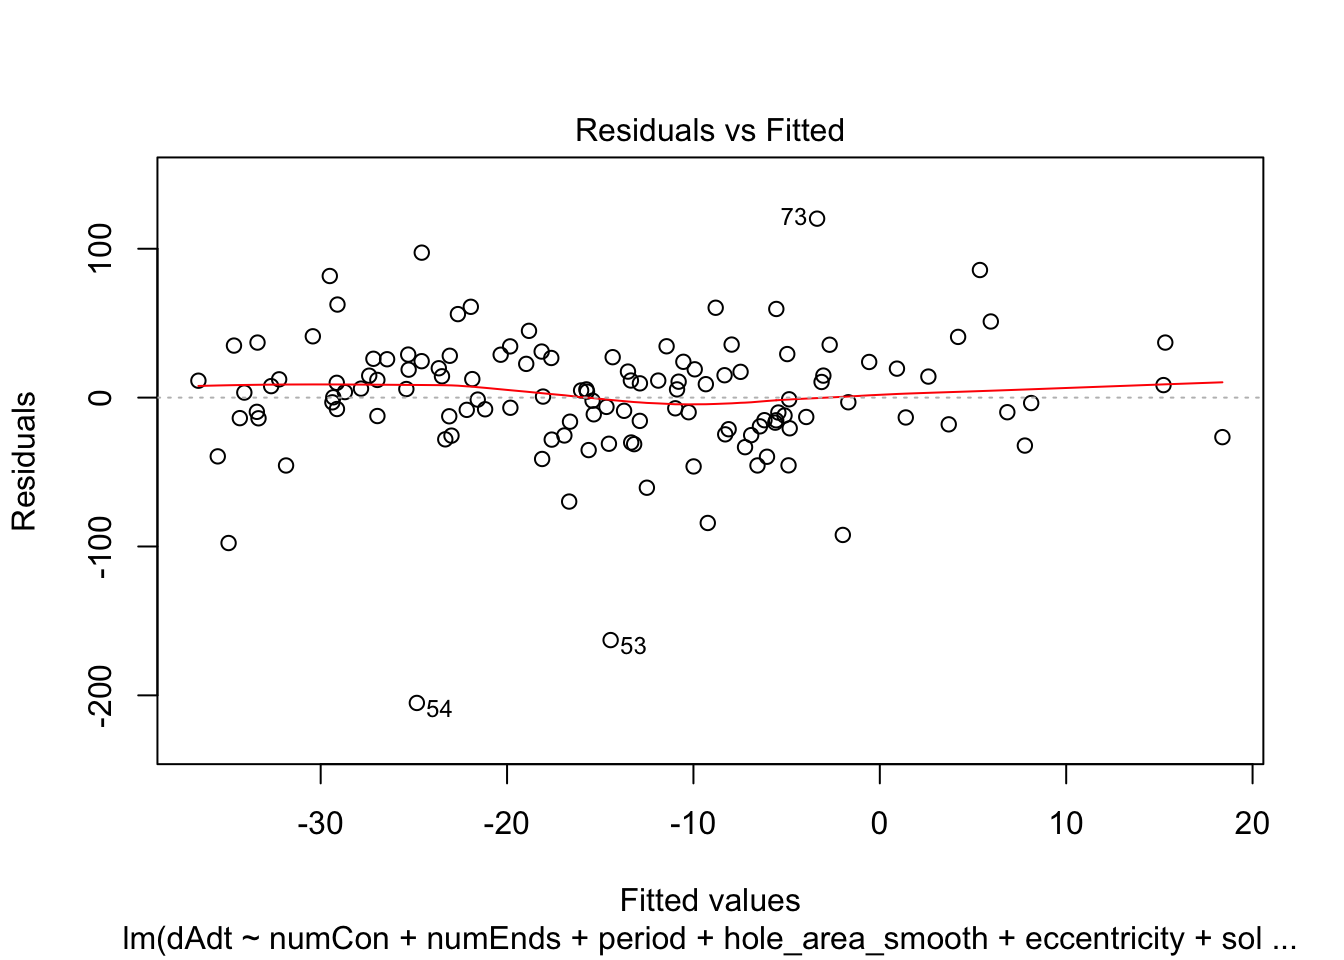 Residuals vs Fitted
Residuals
100
0
-100
-200
73
53
54
-30 -20 -10 0 10 20
Fitted values
lm(dAdt ~ numCon + numEnds + period + hole_area_smooth + eccentricity + sol ...